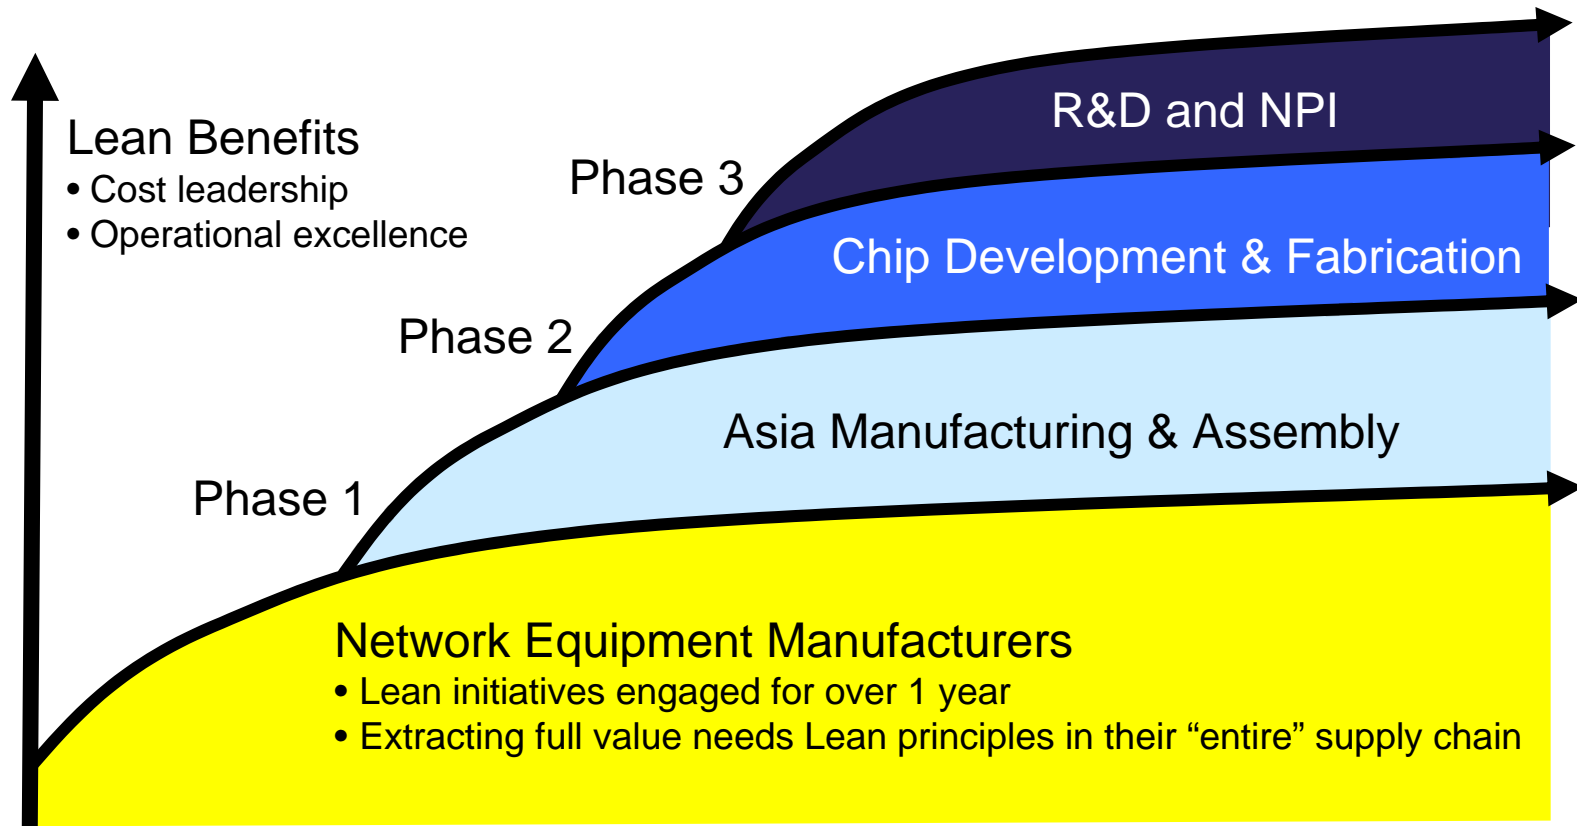 Lean Benefits
• Cost leadership
• Operational excellence
Phase 3
R&D and NPI
Phase 2
Chip Development & Fabrication
Phase 1
Asia Manufacturing & Assembly
Network Equipment Manufacturers
• Lean initiatives engaged for over 1 year
• Extracting full value needs Lean principles in their “entire” supply chain